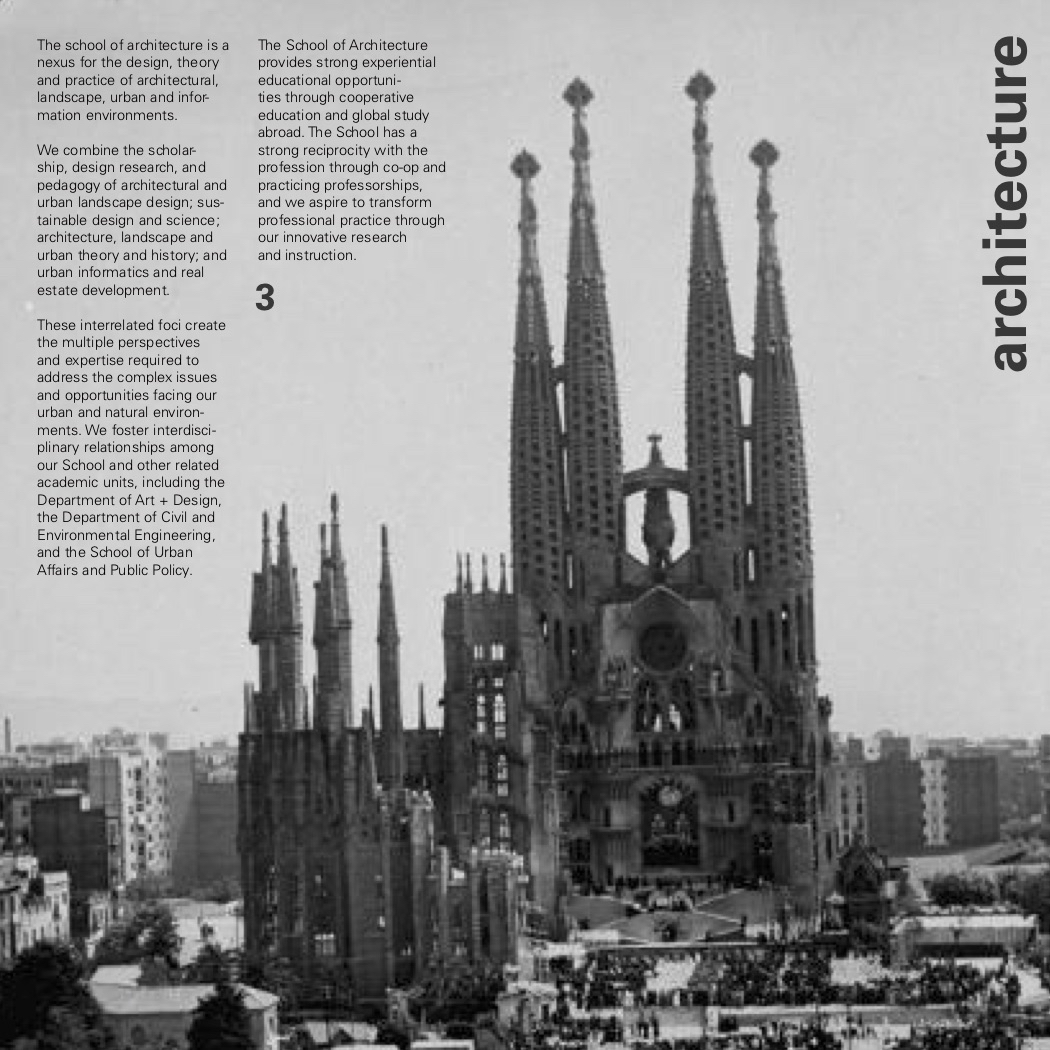 The school of architecture is a
nexus for the design, theory
and practice of architectural,
landscape, urban and infor-
mation environments.
We combine the scholar-
ship, design research, and
pedagogy of architectural and
urban landscape design; sus-
tainable design and science;
architecture, landscape and
urban theory and history; and
urban informatics and real
estate development.
These interrelated foci create
the multiple perspectives
and expertise required to
address the complex issues
and opportunities facing our
urban and natural environ-
ments. We foster interdisci-
plinary relationships among
our School and other related
academic units, including the
Department of Art + Design,
the Department of Civil and
Environmental Engineering,
and the School of Urban
Affairs and Public Policy.
The School of Architecture
provides strong experiential
educational opportuni-
ties through cooperative
education and global study
abroad. The School has a
strong reciprocity with the
profession through co-op and
practicing professorships,
and we aspire to transform
professional practice through
our innovative research
and instruction.
3
architecture